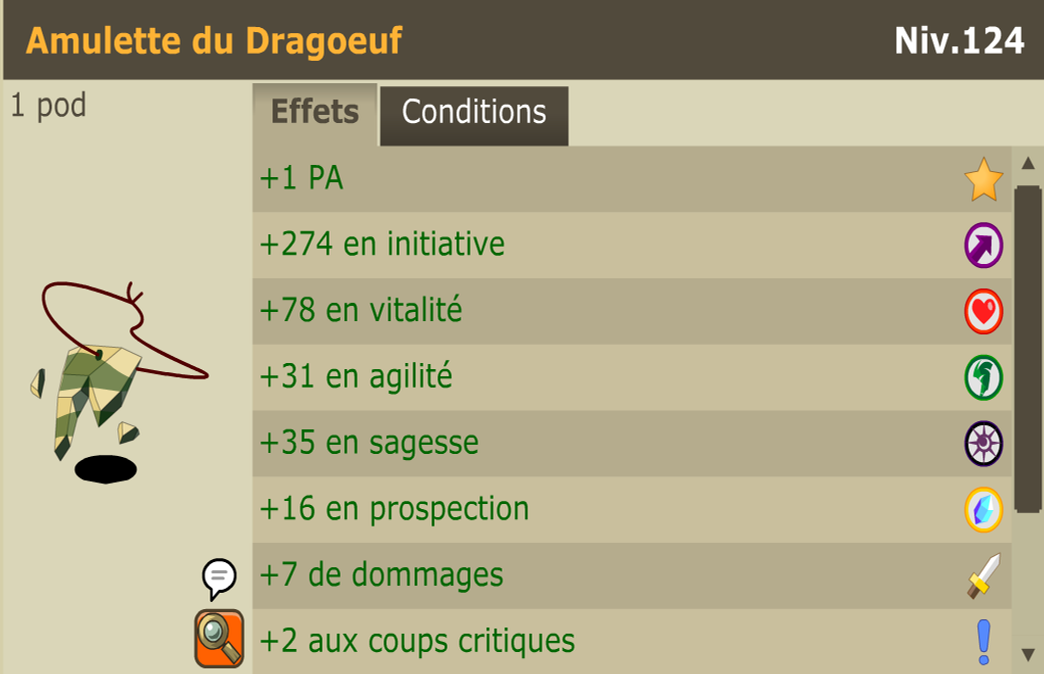 Amulette du Dragoeuf
Niv.124
1 pod
Effets
Conditions
+1 PA
+274 en initiative
+78 en vitalité
+31 en agilité
+35 en sagesse
+16 en prospection
+7 de dommages
+2 aux coups critiques